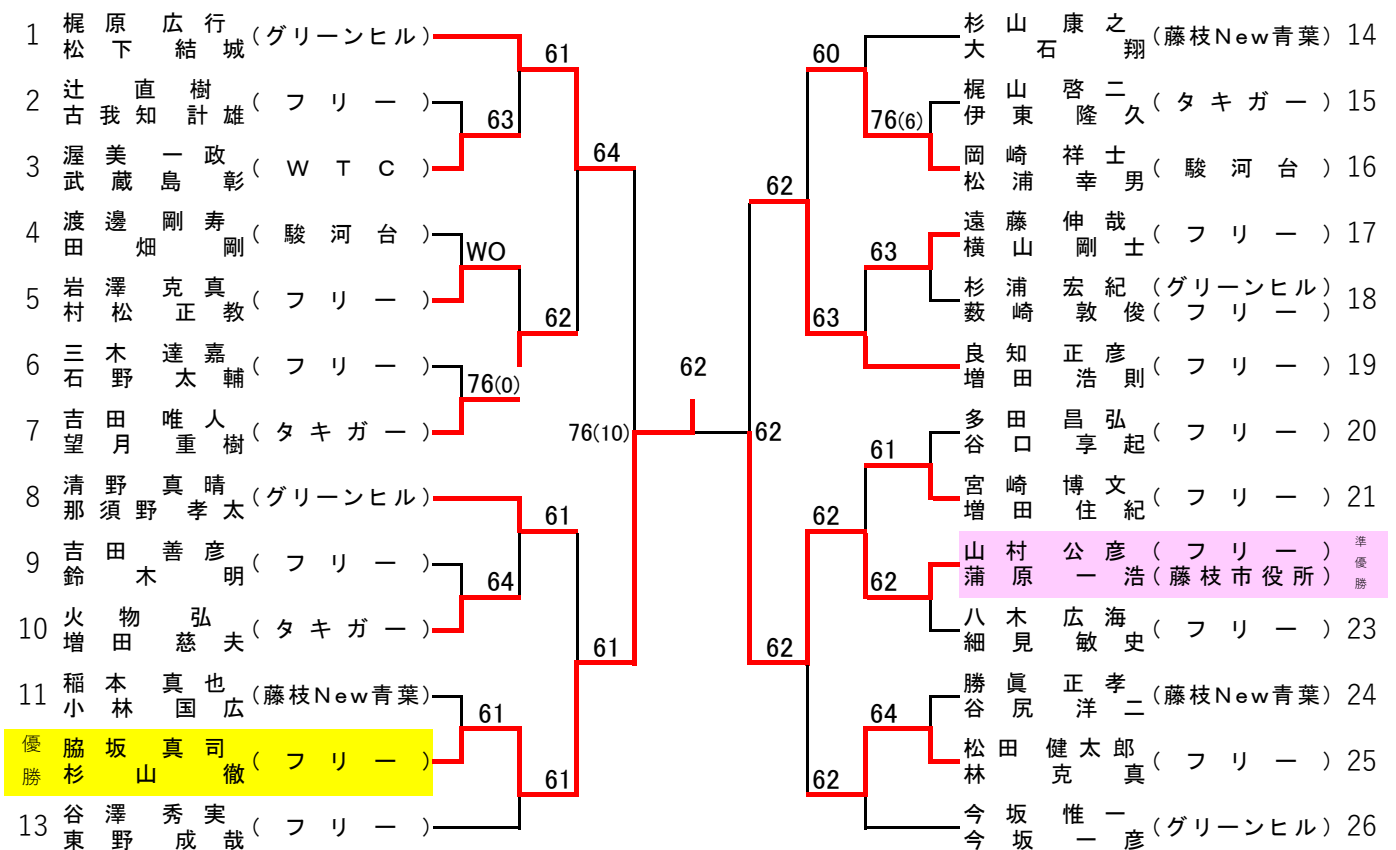 1 梶原 広行 (グリーンヒル)
松下 結城
2 辻 直樹 (フリー)
古我知 計雄
3 渥美 一政 (WTC)
武蔵島 彰
4 渡邊 剛寿 (駿河台)
田畑 剛
5 岩澤 克真 (フリー)
村松 正教
6 三木 達嘉 (フリー)
石野 太輔
7 吉田 唯人 (タキガー)
望月 重樹
8 清野 真晴 (グリーンヒル)
那須野 孝太
9 吉田 善彦 (フリー)
鈴木 明
10 火物 弘 (タキガー)
増田 慈夫
11 稲本 真也 (藤枝New青葉)
小林 国広
優勝 脇坂 真司 (フリー)
杉山 徹
13 谷澤 秀実 (フリー)
東野 成哉
61
63
64
WO
62
76(0)
76(10)
61
64
61
61
61
62
60
76(6)
62
63
63
62
61
62
62
62
64
62
杉山 康之 (藤枝New青葉) 14
大石 翔
梶山 啓二 (タキガー) 15
伊東 隆久
岡崎 祥士 (駿河台) 16
松浦 幸男
遠藤 伸哉 (フリー) 17
横山 剛士
杉浦 宏紀 (グリーンヒル) 18
薮崎 敦俊 (フリー)
良知 正彦 (フリー) 19
増田 浩則
多田 昌弘 (フリー) 20
谷口 享起
宮崎 博文 (フリー) 21
増田 住紀
山村 公彦 (フリー) 準優勝
蒲原 一浩 (藤枝市役所)
八木 広海 (フリー) 23
細見 敏史
勝眞 正孝 (藤枝New青葉) 24
谷尻 洋二
松田 健太郎 (フリー) 25
林 克真
今坂 惟一 (グリーンヒル) 26
今坂 一彦